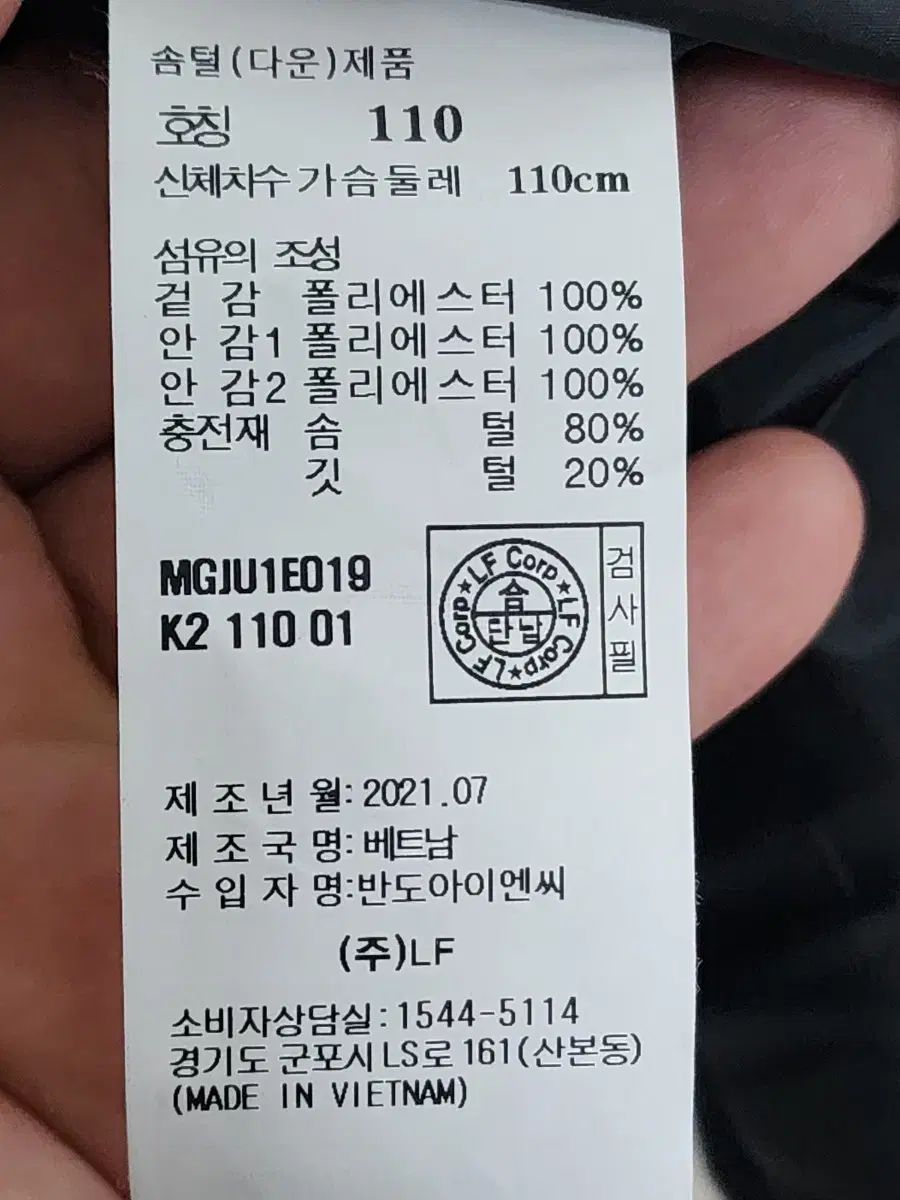 솜털(다운)제품
호칭 110
신체치수 가슴둘레 110cm
섬유의 조성
겉 감 폴리에스터 100%
안 감1 폴리에스터 100%
안 감2 폴리에스터 100%
충전재 솜 털 80%
깃 털 20%
MGJU1E019
K2 110 01
LF Corp★LF Corp★LF Corp★
합
단납
검사필
제 조 년 월: 2021.07
제 조 국 명: 베트남
수 입 자 명:반도아이엔씨
(주)LF
소비자상담실:1544-5114
경기도 군포시 LS로 161(산본동)
(MADE IN VIETNAM)